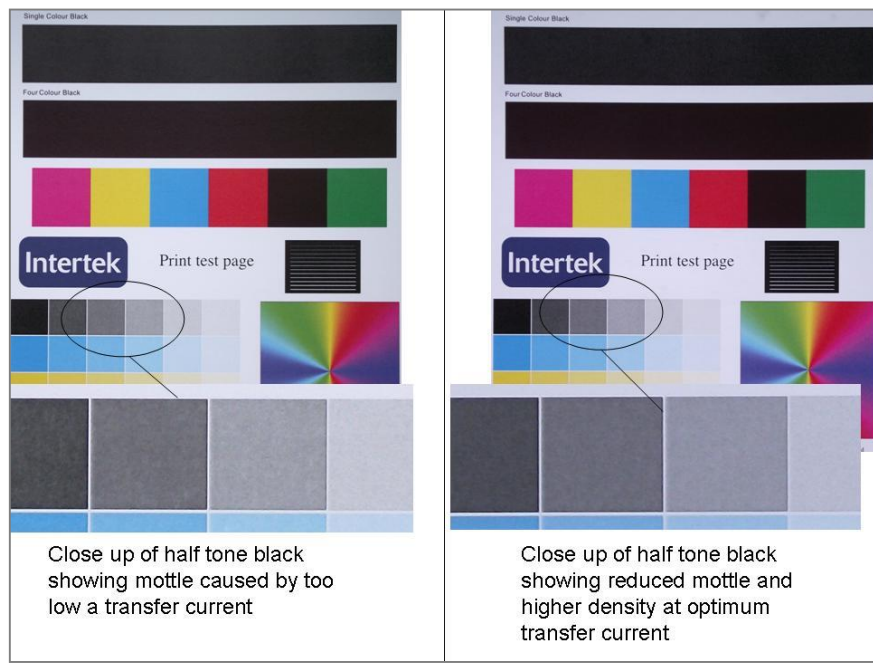 Single Colour Black
Four Colour Black
Intertek
Print test page
Close up of half tone black
showing mottle caused by too
low a transfer current
Single Colour Black
Four Colour Black
Intertek
Print test page
Close up of half tone black
showing reduced mottle and
higher density at optimum
transfer current